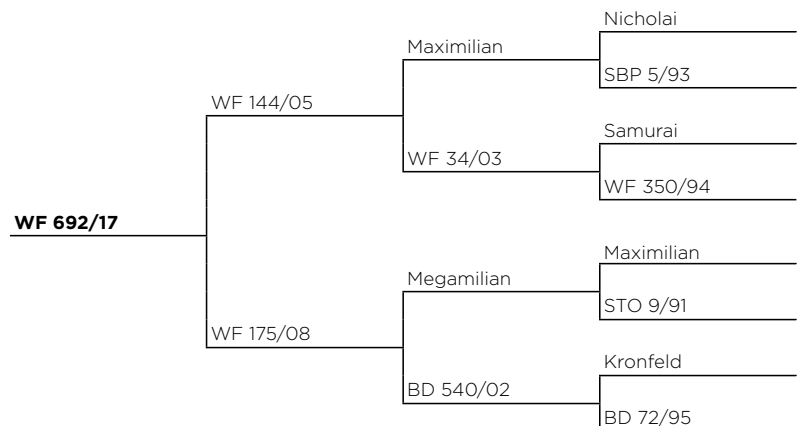 Nicholai
Maximilian
SBP 5/93
WF 144/05
Samurai
WF 34/03
WF 350/94
WF 692/17
Maximilian
Megamilian
STO 9/91
WF 175/08
Kronfeld
BD 540/02
BD 72/95